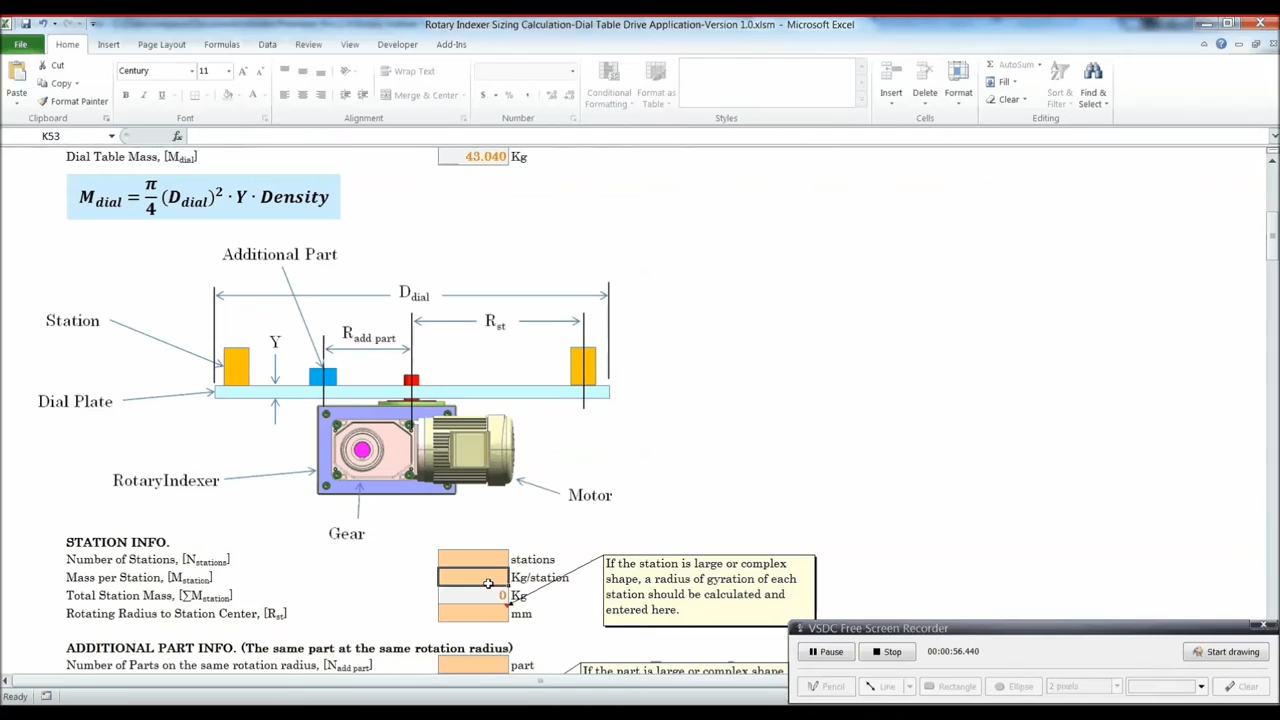 Rotary Indexer Sizing Calculation-Dial Table Drive Application-Version 1.0.xlsm - Microsoft Excel
File Home Insert Page Layout Formulas Data Review View Developer Add-Ins
Paste Cut Copy Format Painter
Clipboard
Century 11
B I U
Font
Wrap Text
Merge & Center
Alignment
Number
Conditional Formatting Format as Table
Styles
Insert Delete Format
Cells
AutoSum Fill Clear
Sort & Filter Find & Select
Editing
K53 fx
Dial Table Mass, [Mdial] 43.040 Kg
Mdial = π/4 (Ddial)² · Y · Density
Additional Part
Ddial
Station
Rst
Radd part
Y
Dial Plate
RotaryIndexer
Motor
Gear
STATION INFO.
Number of Stations, [Nstations] stations
Mass per Station, [Mstation] Kg/station
Total Station Mass, [∑Mstation] 0 Kg
Rotating Radius to Station Center, [Rst] mm
If the station is large or complex
shape, a radius of gyration of each
station should be calculated and
entered here.
ADDITIONAL PART INFO. (The same part at the same rotation radius)
Number of Parts on the same rotation radius, [Nadd part] part
If the part is large or complex shape
VSDC Free Screen Recorder
Pause Stop 00:00:56.440 Start drawing
Pencil Line Rectangle Ellipse 2 pixels Clear
Ready